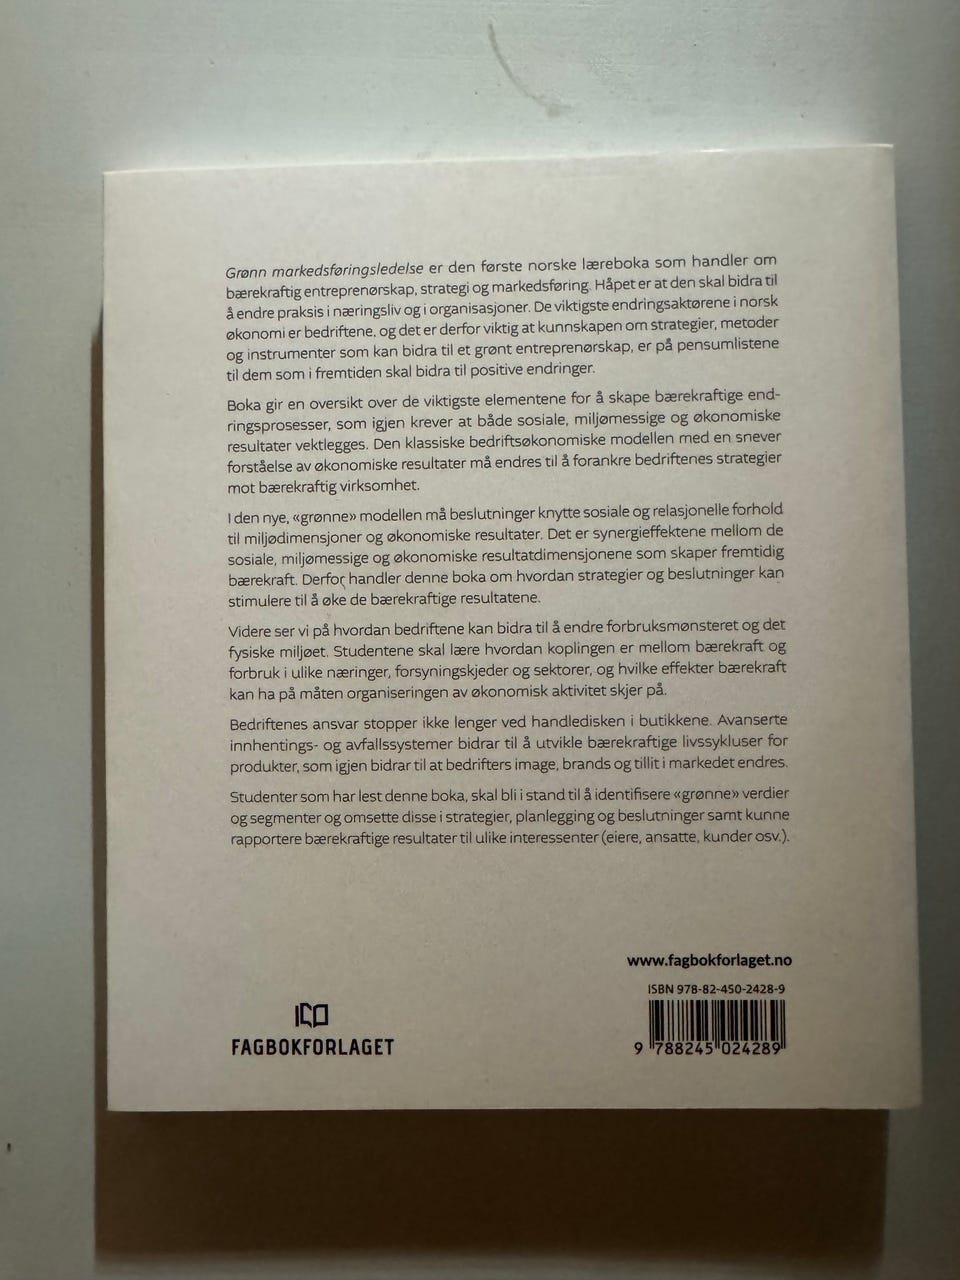 Grønn markedsføringsledelse er den første norske læreboka som handler om
bærekraftig entreprenørskap, strategi og markedsføring. Håpet er at den skal bidra til
å endre praksis i næringsliv og i organisasjoner. De viktigste endringsaktørene i norsk
økonomi er bedriftene, og det er derfor viktig at kunnskapen om strategier, metoder
og instrumenter som kan bidra til et grønt entreprenørskap, er på pensumlistene
til dem som i fremtiden skal bidra til positive endringer.
Boka gir en oversikt over de viktigste elementene for å skape bærekraftige end-
ringsprosesser, som igjen krever at både sosiale, miljømessige og økonomiske
resultater vektlegges. Den klassiske bedriftsøkonomiske modellen med en snever
forståelse av økonomiske resultater må endres til å forankre bedriftenes strategier
mot bærekraftig virksomhet.
I den nye, «grønne» modellen må beslutninger knytte sosiale og relasjonelle forhold
til miljødimensjoner og økonomiske resultater. Det er synergieffektene mellom de
sosiale, miljømessige og økonomiske resultatdimensjonene som skaper fremtidig
bærekraft. Derfor handler denne boka om hvordan strategier og beslutninger kan
stimulere til å øke de bærekraftige resultatene.
Videre ser vi på hvordan bedriftene kan bidra til å endre forbruksmønsteret og det
fysiske miljøet. Studentene skal lære hvordan koplingen er mellom bærekraft og
forbruk i ulike næringer, forsyningskjeder og sektorer, og hvilke effekter bærekraft
kan ha på måten organiseringen av økonomisk aktivitet skjer på.
Bedriftenes ansvar stopper ikke lenger ved handledisken i butikkene. Avanserte
innhentings- og avfallssystemer bidrar til å utvikle bærekraftige livssykluser for
produkter, som igjen bidrar til at bedrifters image, brands og tillit i markedet endres.
Studenter som har lest denne boka, skal bli i stand til å identifisere «grønne» verdier
og segmenter og omsette disse i strategier, planlegging og beslutninger samt kunne
rapportere bærekraftige resultater til ulike interessenter (eiere, ansatte, kunder osv.).
www.fagbokforlaget.no
ISBN 978-82-450-2428-9
9 788245 024289
FAGBOKFORLAGET